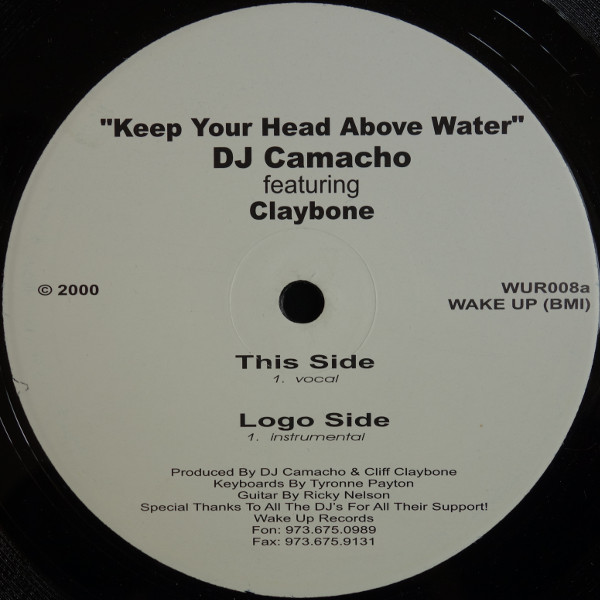 "Keep Your Head Above Water"
DJ Camacho
featuring
Claybone
© 2000
WUR008a
WAKE UP (BMI)
This Side
1. vocal
Logo Side
1. instrumental
Produced By DJ Camacho & Cliff Claybone
Keyboards By Tyronne Payton
Guitar By Ricky Nelson
Special Thanks To All The DJ's For All Their Support!
Wake Up Records
Fon: 973.675.0989
Fax: 973.675.9131